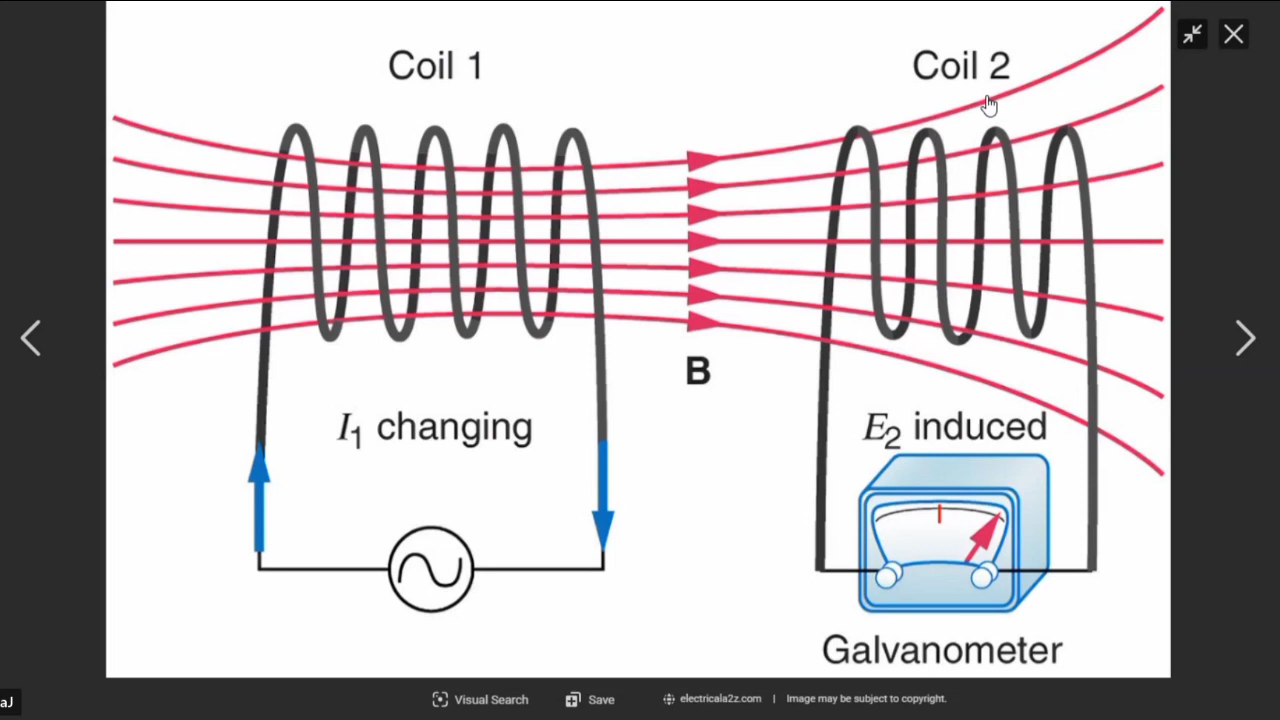 Coil 1
Coil 2
B
I₁ changing
E₂ induced
Galvanometer
aJ
Visual Search
Save
electricala2z.com | Image may be subject to copyright.